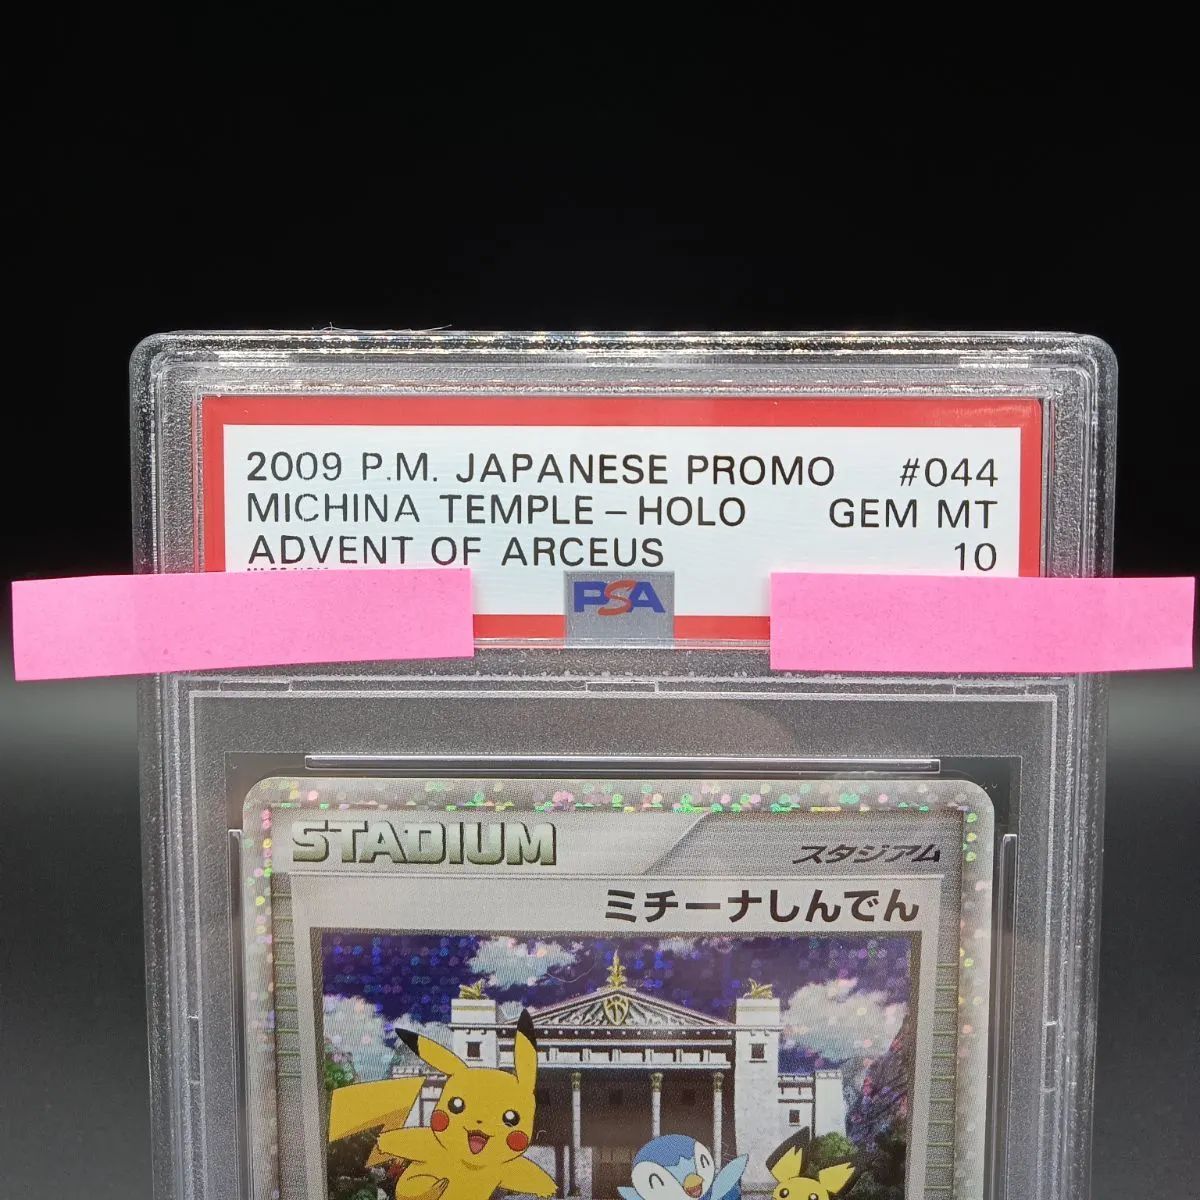 2009 P.M. JAPANESE PROMO #044
MICHINA TEMPLE-HOLO GEM MT
ADVENT OF ARCEUS 10
PSA
STADIUM スタジアム
ミチーナしんでん